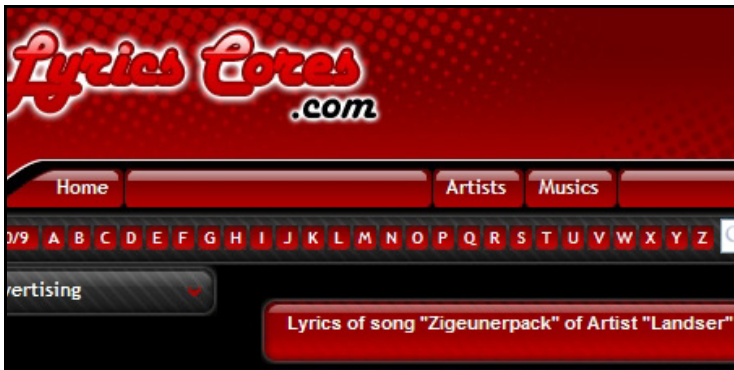 Lyrics Cores
.com
Home Artists Musics
0/9 A B C D E F G H I J K L M N O P Q R S T U V W X Y Z
vertising
Lyrics of song "Zigeunerpack" of Artist "Landser"